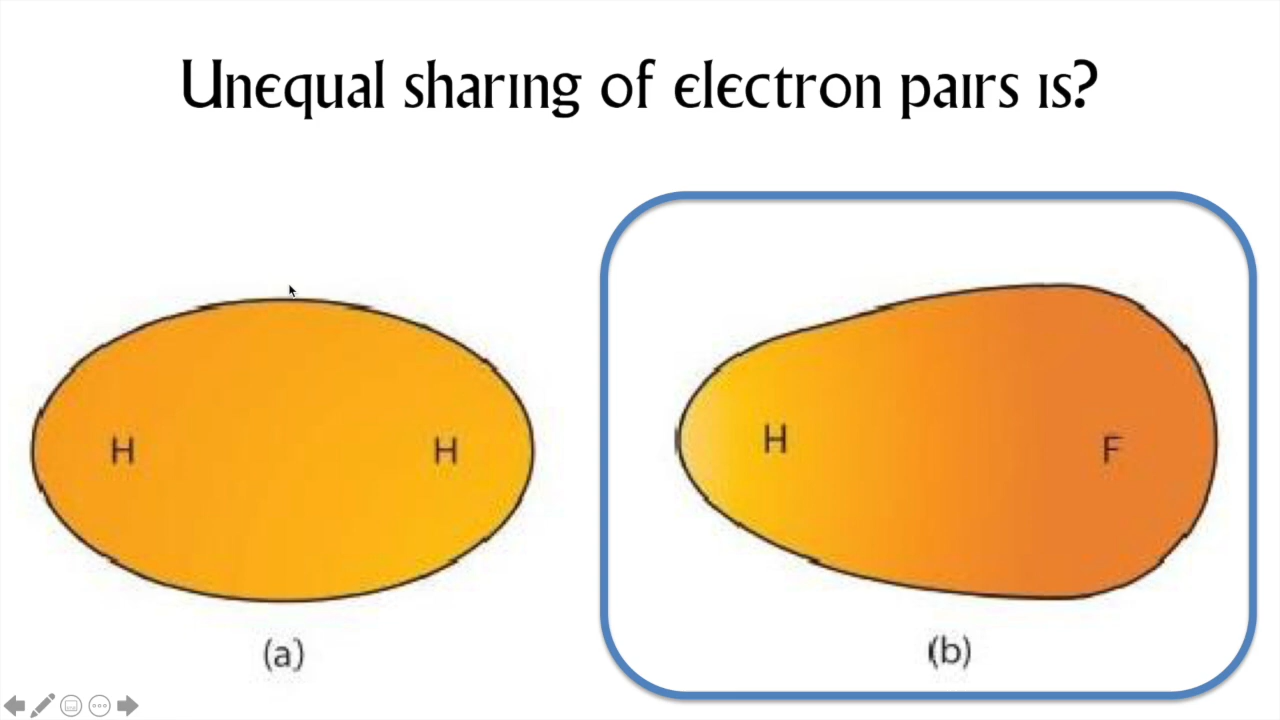 Unequal sharing of electron pairs is?
H H
H F
(a)
(b)